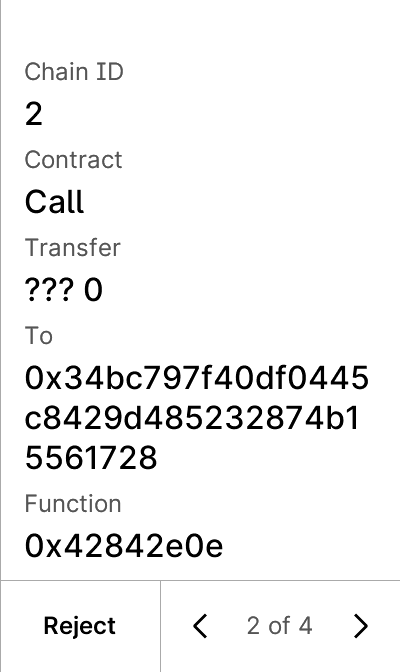 Chain ID
2
Contract
Call
Transfer
??? 0
To
0x34bc797f40df0445
c8429d485232874b1
5561728
Function
0x42842e0e
Reject
2 of 4